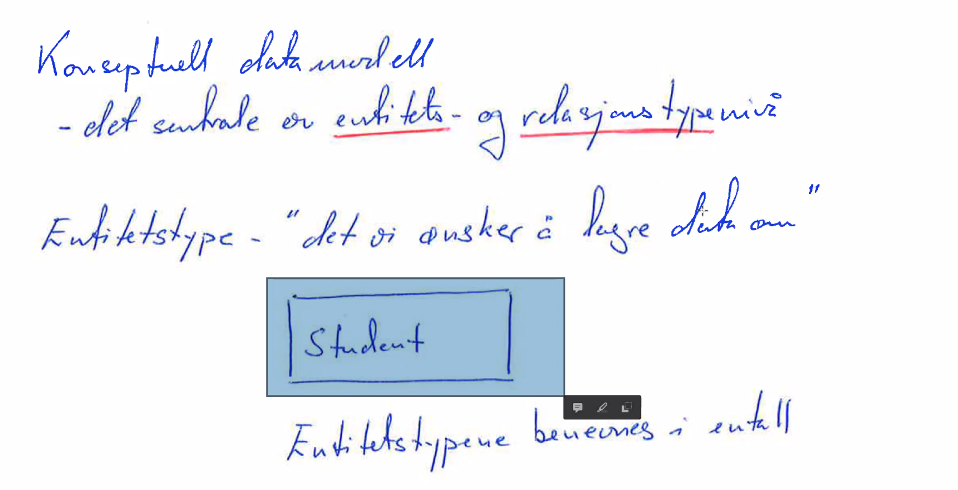 Konseptuell datamodell
- det sentrale er entitets- og relasjonstypenivå
Entitetstype - "det vi ønsker å lagre data om"
Student
Entitetstypene benevnes i entall